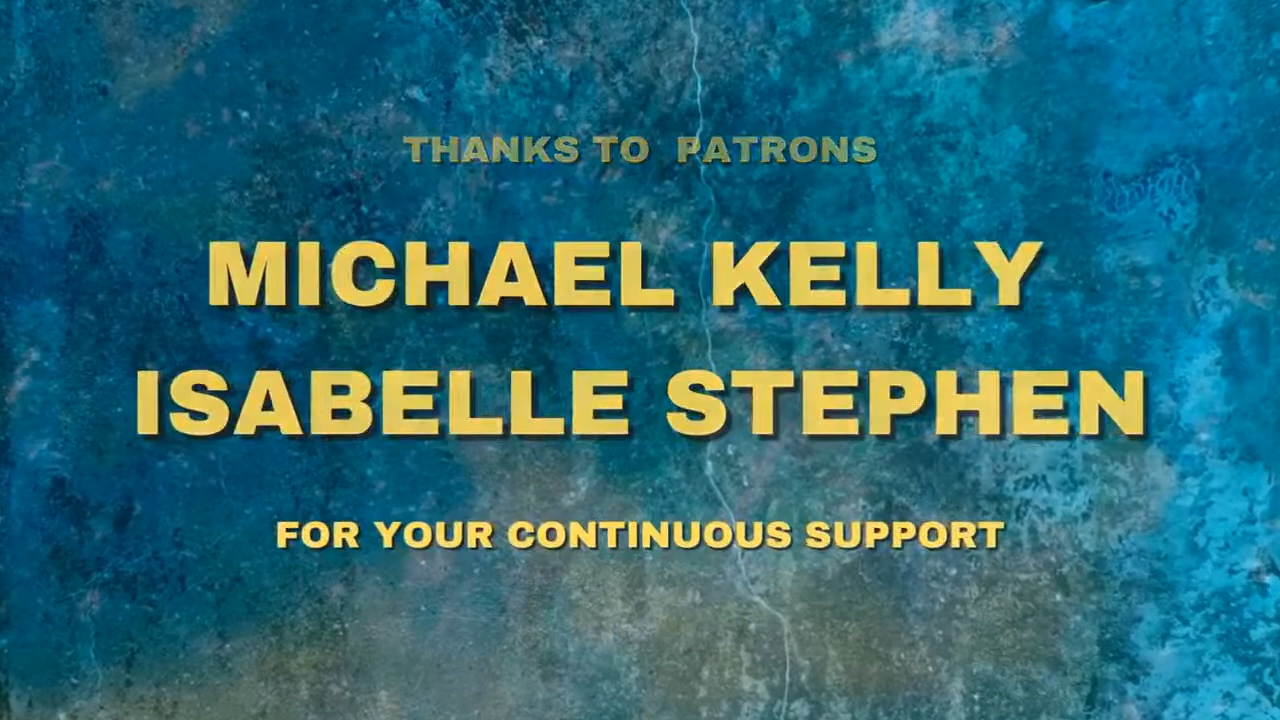 THANKS TO PATRONS
MICHAEL KELLY
ISABELLE STEPHEN
FOR YOUR CONTINUOUS SUPPORT